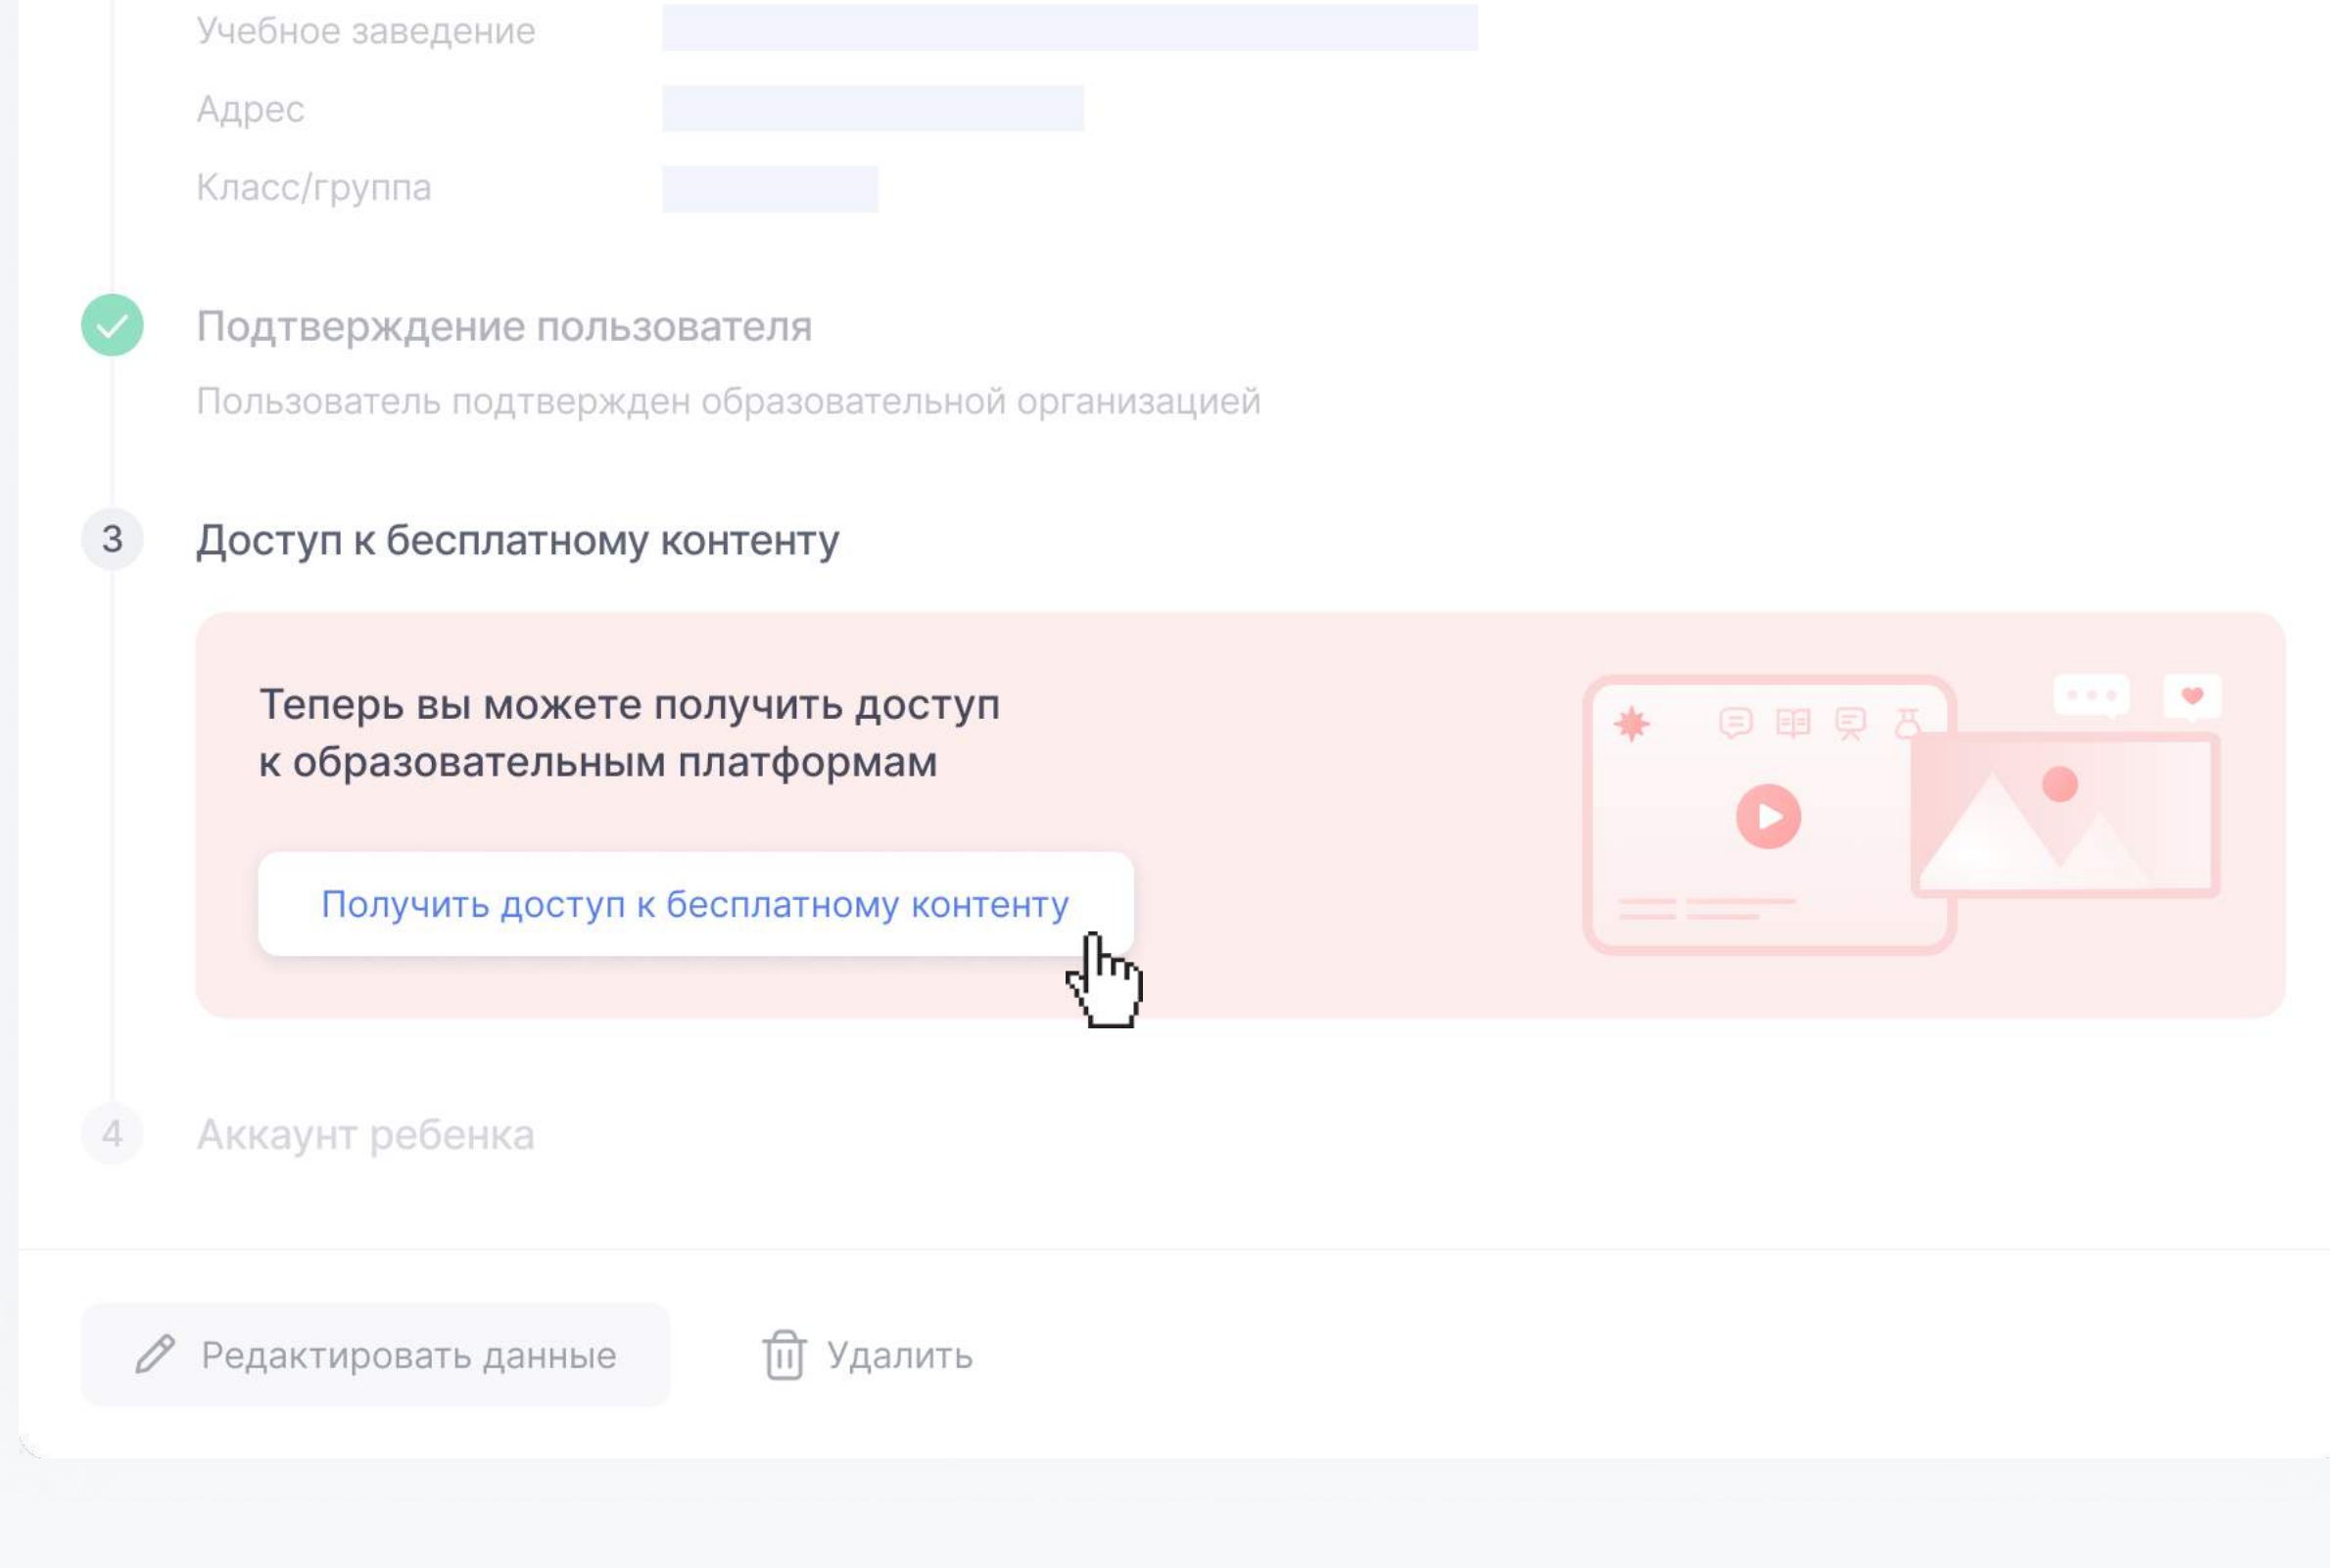 Учебное заведение
Адрес
Класс/группа
Подтверждение пользователя
Пользователь подтвержден образовательной организацией
3 Доступ к бесплатному контенту
Теперь вы можете получить доступ
к образовательным платформам
Получить доступ к бесплатному контенту
4 Аккаунт ребенка
Редактировать данные Удалить